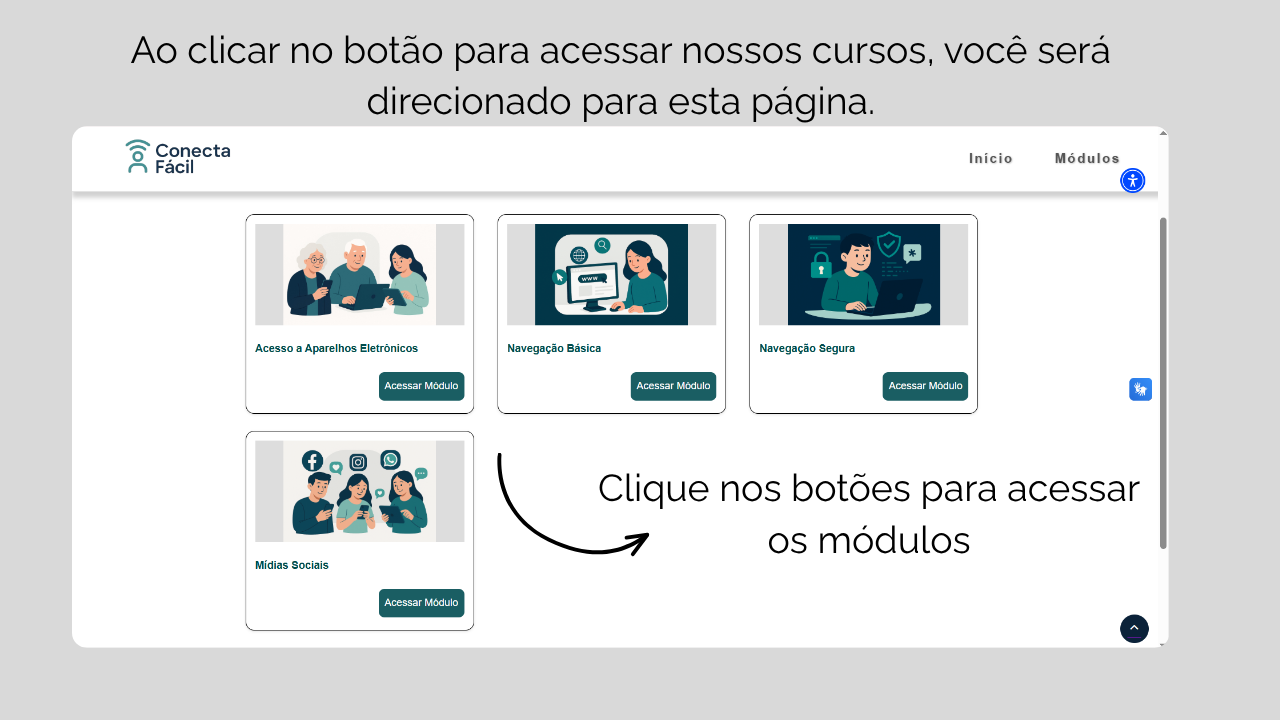 Ao clicar no botão para acessar nossos cursos, você será
direcionado para esta página.
Conecta
Fácil
Início
Módulos
www
*
Acesso a Aparelhos Eletrônicos
Navegação Básica
Navegação Segura
Acessar Módulo
Acessar Módulo
Acessar Módulo
Clique nos botões para acessar
os módulos
Mídias Sociais
Acessar Módulo